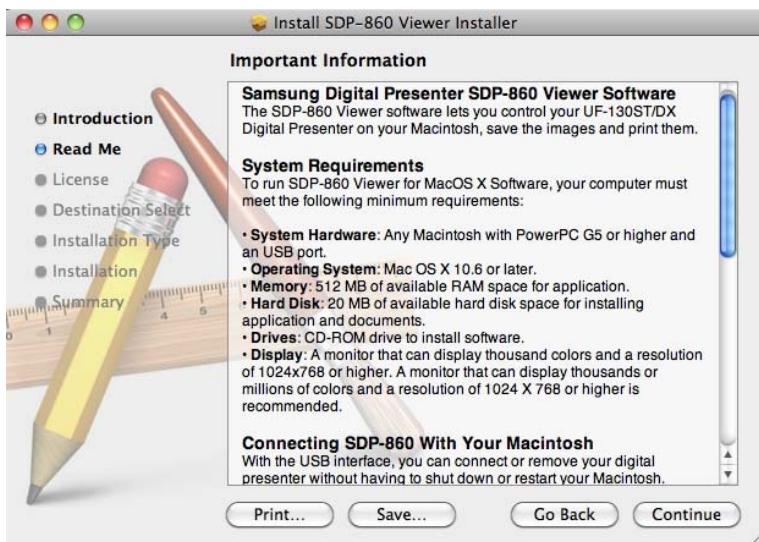 Install SDP-860 Viewer Installer
Important Information
Introduction
Read Me
License
Destination Select
Installation Type
Installation
Summary
Samsung Digital Presenter SDP-860 Viewer Software
The SDP-860 Viewer software lets you control your UF-130ST/DX
Digital Presenter on your Macintosh, save the images and print them.
System Requirements
To run SDP-860 Viewer for MacOS X Software, your computer must
meet the following minimum requirements:
• System Hardware: Any Macintosh with PowerPC G5 or higher and
an USB port.
• Operating System: Mac OS X 10.6 or later.
• Memory: 512 MB of available RAM space for application.
• Hard Disk: 20 MB of available hard disk space for installing
application and documents.
• Drives: CD-ROM drive to install software.
• Display: A monitor that can display thousand colors and a resolution
of 1024x768 or higher. A monitor that can display thousands or
millions of colors and a resolution of 1024 X 768 or higher is
recommended.
Connecting SDP-860 With Your Macintosh
With the USB interface, you can connect or remove your digital
presenter without having to shut down or restart your Macintosh.
0 1 4 5
Print... Save... Go Back Continue